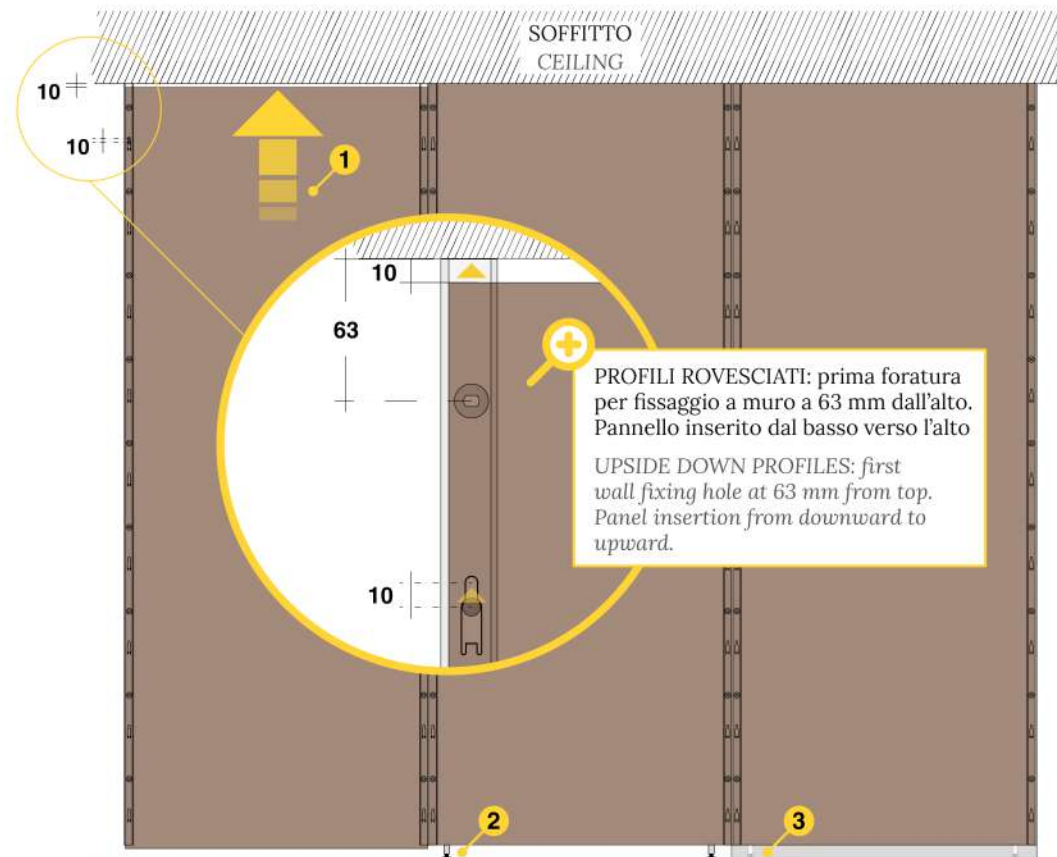 SOFFITTO
CEILING
10
10
1
10
63
PROFILI ROVESCIATI: prima foratura
per fissaggio a muro a 63 mm dall'alto.
Pannello inserito dal basso verso l'alto
UPSIDE DOWN PROFILES: first
wall fixing hole at 63 mm from top.
Panel insertion from downward to
upward.
10
2
3